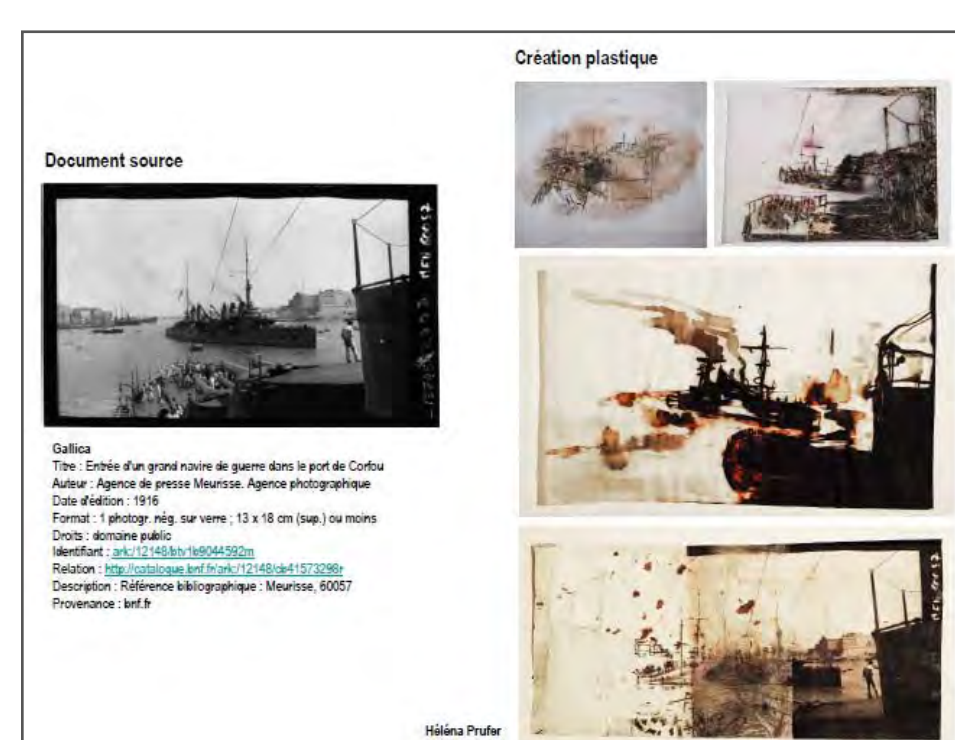 Document source
Gallica
Titre : Entrée d'un grand navire de guerre dans le port de Corfou
Auteur : Agence de presse Meurisse. Agence photographique
Date d'édition : 1916
Format : 1 photogr. nég. sur verre ; 13 x 18 cm (sup.) ou moins
Droits : domaine public
Identifiant : ark:/12148/btv1b9044592m
Relation : http://catalogue.bnf.fr/ark:/12148/cb41573298r
Description : Référence bibliographique : Meurisse, 60057
Provenance : bnf.fr
Création plastique
Héléna Prufer